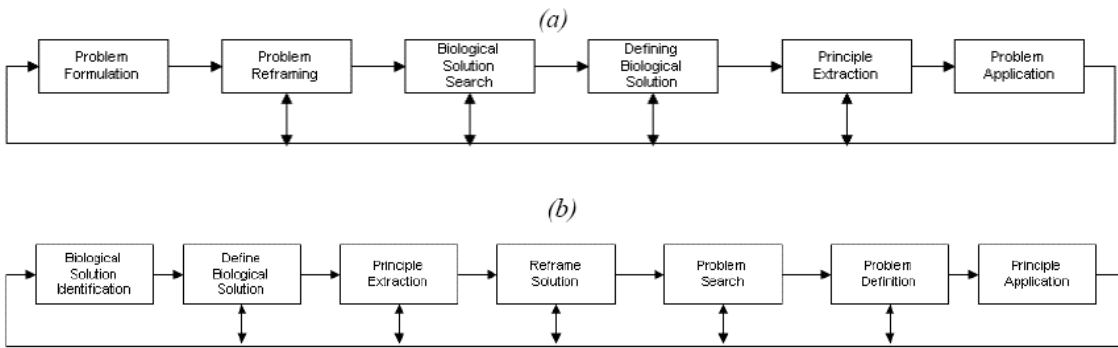 (a)
Problem
Formulation
Problem
Reframing
Biological
Solution
Search
Defining
Biological
Solution
Principle
Extraction
Problem
Application
(b)
Biological
Solution
Identification
Define
Biological
Solution
Principle
Extraction
Reframe
Solution
Problem
Search
Problem
Definition
Principle
Application